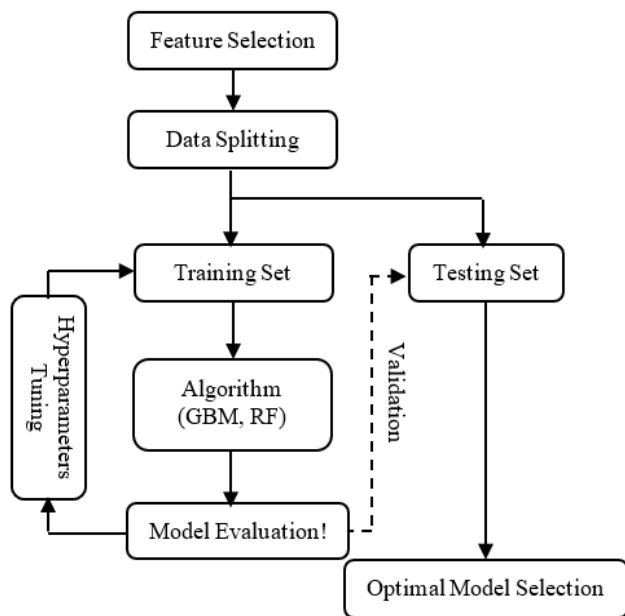 Feature Selection
Data Splitting
Training Set
Testing Set
Hyperparameters
Tuning
Algorithm
(GBM, RF)
Validation
Model Evaluation!
Optimal Model Selection